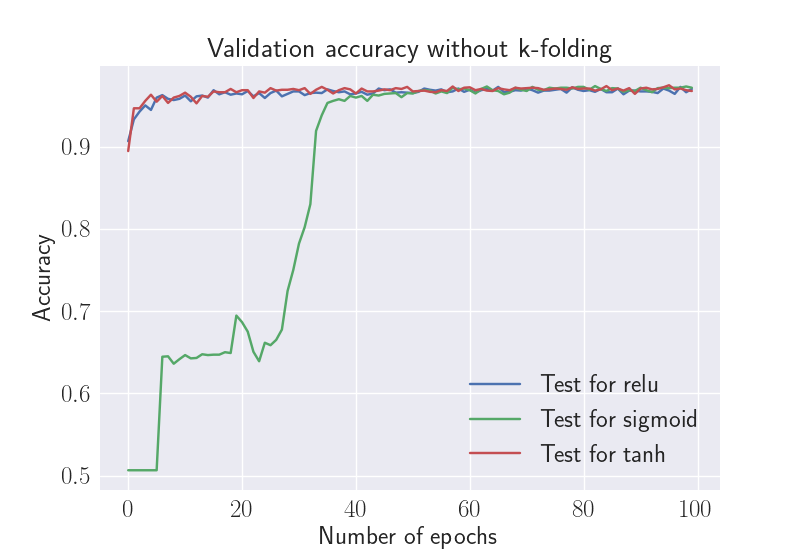 Validation accuracy without k-folding
Accuracy
0.9
0.8
0.7
0.6
0.5
Test for relu
Test for sigmoid
Test for tanh
0 20 40 60 80 100
Number of epochs